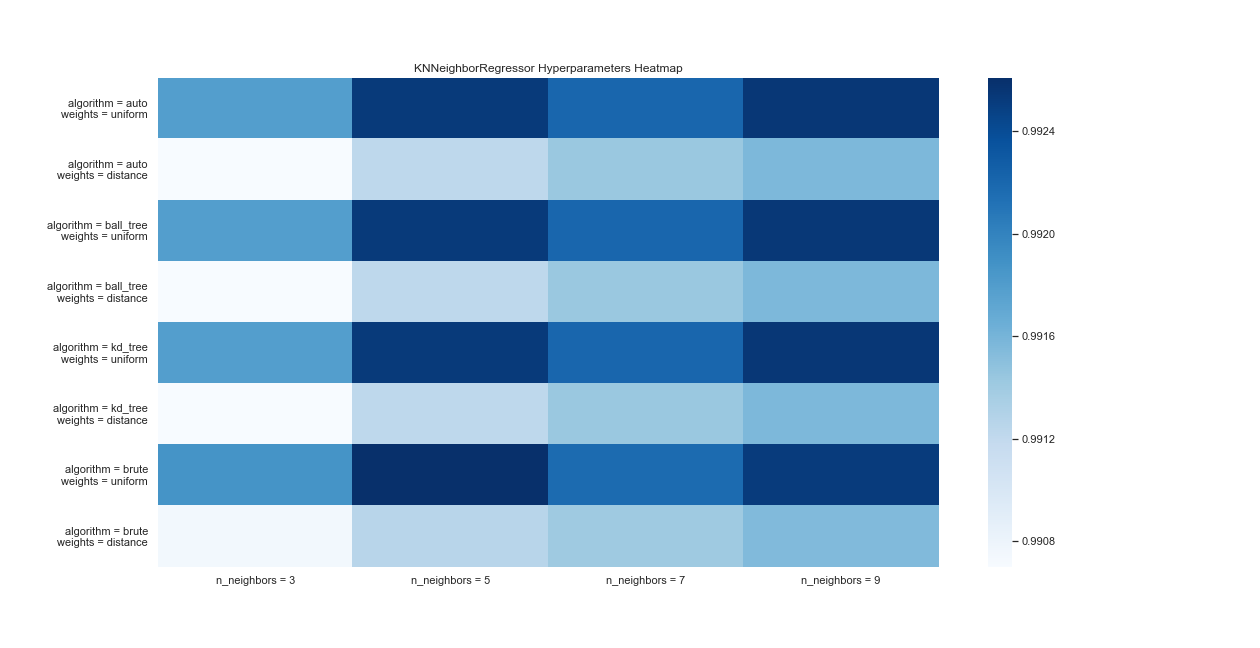 KNNeighborRegressor Hyperparameters Heatmap
algorithm = auto
weights = uniform
algorithm = auto
weights = distance
algorithm = ball_tree
weights = uniform
algorithm = ball_tree
weights = distance
algorithm = kd_tree
weights = uniform
algorithm = kd_tree
weights = distance
algorithm = brute
weights = uniform
algorithm = brute
weights = distance
n_neighbors = 3
n_neighbors = 5
n_neighbors = 7
n_neighbors = 9
0.9924
0.9920
0.9916
0.9912
0.9908